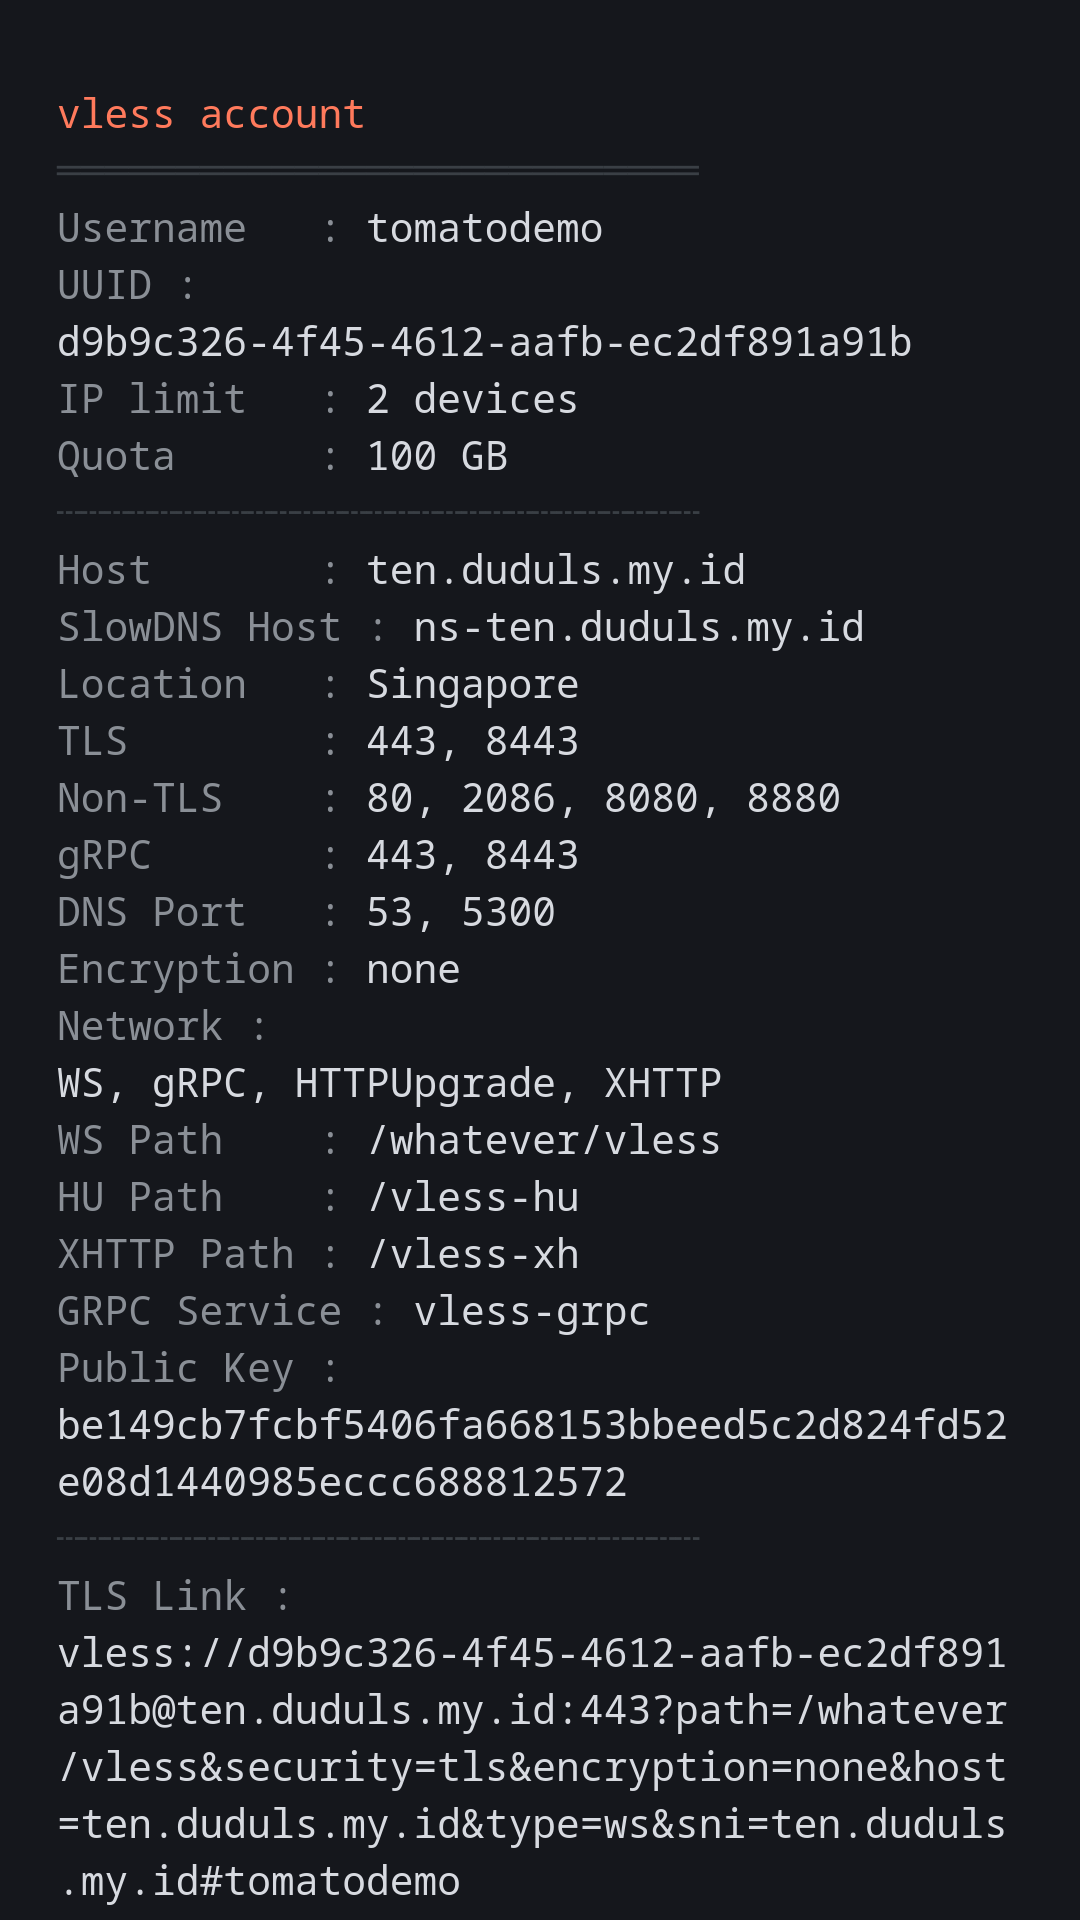 vless account
Username   : tomatodemo
UUID :
d9b9c326-4f45-4612-aafb-ec2df891a91b
IP limit   : 2 devices
Quota      : 100 GB
Host       : ten.duduls.my.id
SlowDNS Host : ns-ten.duduls.my.id
Location   : Singapore
TLS        : 443, 8443
Non-TLS    : 80, 2086, 8080, 8880
gRPC       : 443, 8443
DNS Port   : 53, 5300
Encryption : none
Network :
WS, gRPC, HTTPUpgrade, XHTTP
WS Path    : /whatever/vless
HU Path    : /vless-hu
XHTTP Path : /vless-xh
GRPC Service : vless-grpc
Public Key :
be149cb7fcbf5406fa668153bbeed5c2d824fd52
e08d1440985eccc688812572
TLS Link :
vless://d9b9c326-4f45-4612-aafb-ec2df891
a91b@ten.duduls.my.id:443?path=/whatever
/vless&security=tls&encryption=none&host
=ten.duduls.my.id&type=ws&sni=ten.duduls
.my.id#tomatodemo